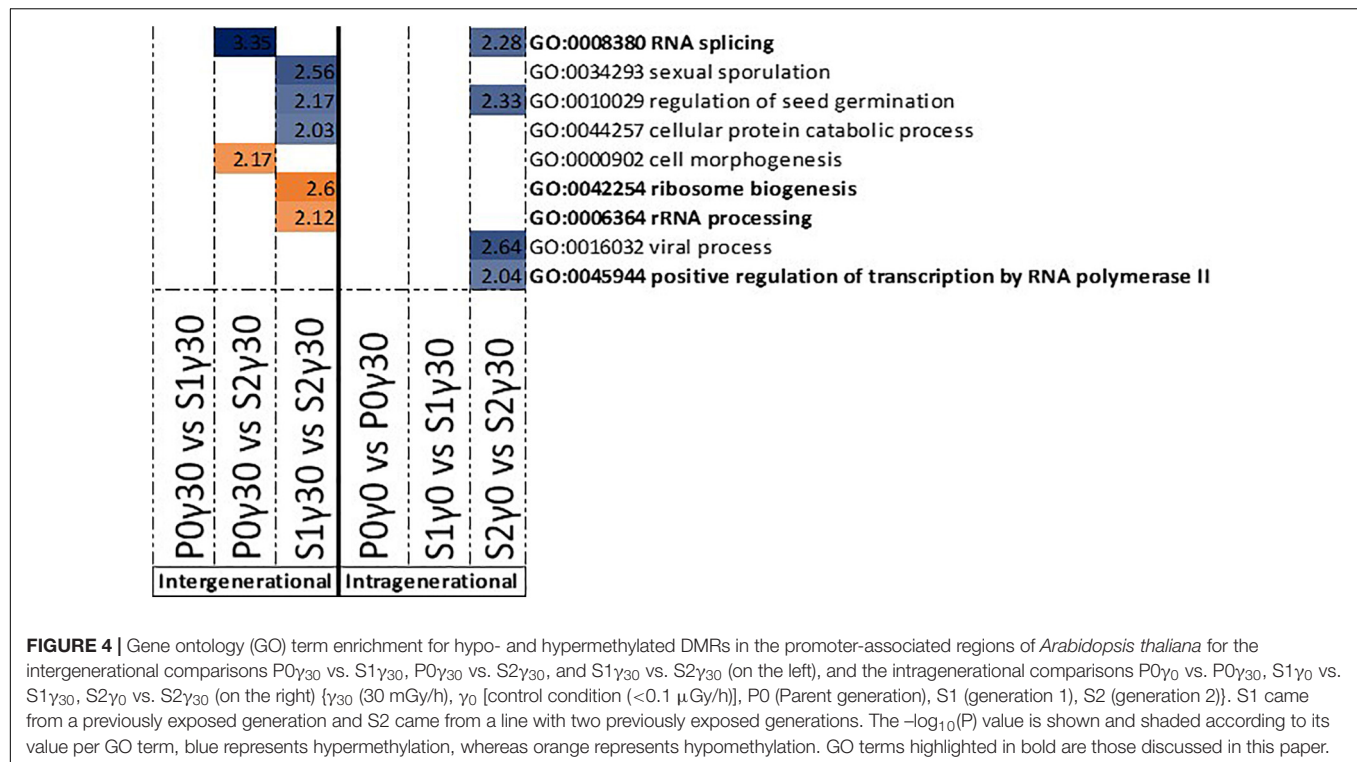 3.35 2.28 GO:0008380 RNA splicing
2.56 GO:0034293 sexual sporulation
2.17 2.33 GO:0010029 regulation of seed germination
2.03 GO:0044257 cellular protein catabolic process
2.17 GO:0000902 cell morphogenesis
2.6 GO:0042254 ribosome biogenesis
2.12 GO:0006364 rRNA processing
2.64 GO:0016032 viral process
2.04 GO:0045944 positive regulation of transcription by RNA polymerase II
P0γ30 vs S1γ30
P0γ30 vs S2γ30
S1γ30 vs S2γ30
P0γ0 vs P0γ30
S1γ0 vs S1γ30
S2γ0 vs S2γ30
Intergenerational Intragenerational
FIGURE 4 | Gene ontology (GO) term enrichment for hypo- and hypermethylated DMRs in the promoter-associated regions of Arabidopsis thaliana for the
intergenerational comparisons P0γ30 vs. S1γ30, P0γ30 vs. S2γ30, and S1γ30 vs. S2γ30 (on the left), and the intragenerational comparisons P0γ0 vs. P0γ30, S1γ0 vs.
S1γ30, S2γ0 vs. S2γ30 (on the right) {γ30 (30 mGy/h), γ0 [control condition (<0.1 μGy/h)], P0 (Parent generation), S1 (generation 1), S2 (generation 2)}. S1 came
from a previously exposed generation and S2 came from a line with two previously exposed generations. The –log10(P) value is shown and shaded according to its
value per GO term, blue represents hypermethylation, whereas orange represents hypomethylation. GO terms highlighted in bold are those discussed in this paper.